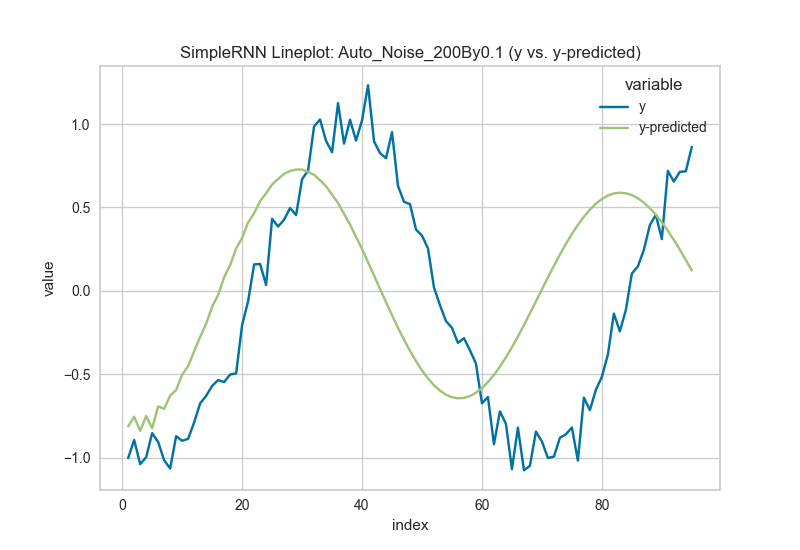 SimpleRNN Lineplot: Auto_Noise_200By0.1 (y vs. y-predicted)
variable
y
y-predicted
1.0
0.5
0.0
−0.5
−1.0
value
0 20 40 60 80
index